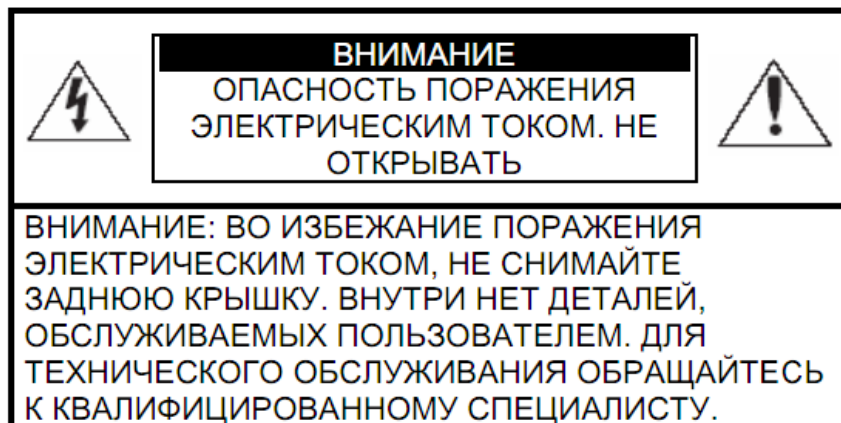 ВНИМАНИЕ
ОПАСНОСТЬ ПОРАЖЕНИЯ
ЭЛЕКТРИЧЕСКИМ ТОКОМ. НЕ
ОТКРЫВАТЬ
ВНИМАНИЕ: ВО ИЗБЕЖАНИЕ ПОРАЖЕНИЯ
ЭЛЕКТРИЧЕСКИМ ТОКОМ, НЕ СНИМАЙТЕ
ЗАДНЮЮ КРЫШКУ. ВНУТРИ НЕТ ДЕТАЛЕЙ,
ОБСЛУЖИВАЕМЫХ ПОЛЬЗОВАТЕЛЕМ. ДЛЯ
ТЕХНИЧЕСКОГО ОБСЛУЖИВАНИЯ ОБРАЩАЙТЕСЬ
К КВАЛИФИЦИРОВАННОМУ СПЕЦИАЛИСТУ.